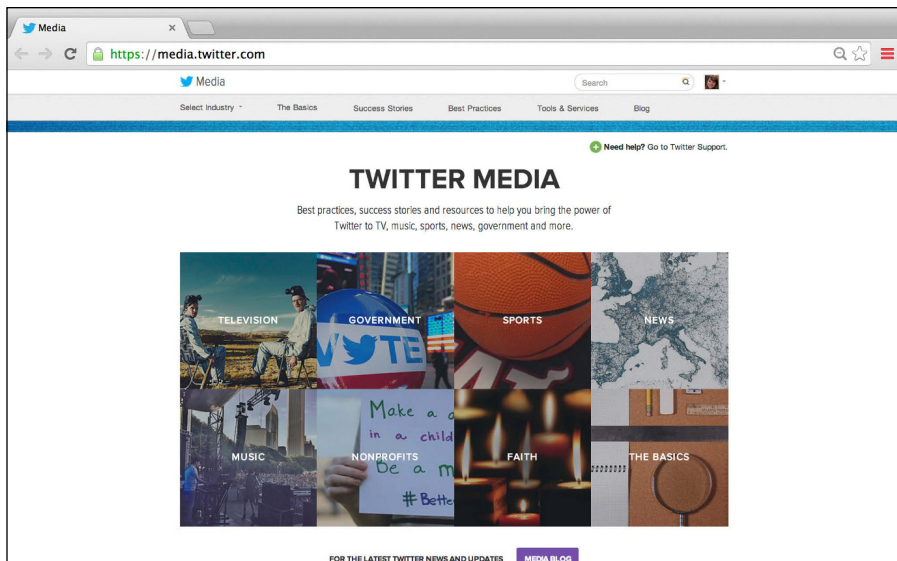 Media
https://media.twitter.com
Media
Search
Select Industry
The Basics
Success Stories
Best Practices
Tools & Services
Blog
Need help? Go to Twitter Support.
TWITTER MEDIA
Best practices, success stories and resources to help you bring the power of
Twitter to TV, music, sports, news, government and more.
TELEVISION
GOVERNMENT
VOTE
SPORTS
NEWS
MUSIC
Make a
in a child
NONPROFITS
Be a m
#Bette
FAITH
THE BASICS
FOR THE LATEST TWITTER NEWS AND UPDATES
MEDIA BLOG